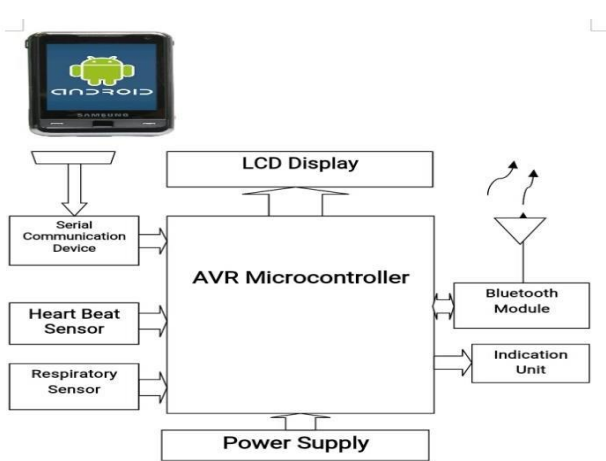 ANDROID
SAMSUNG
LCD Display
Serial
Communication
Device
AVR Microcontroller
Heart Beat
Sensor
Bluetooth
Module
Respiratory
Sensor
Indication
Unit
Power Supply